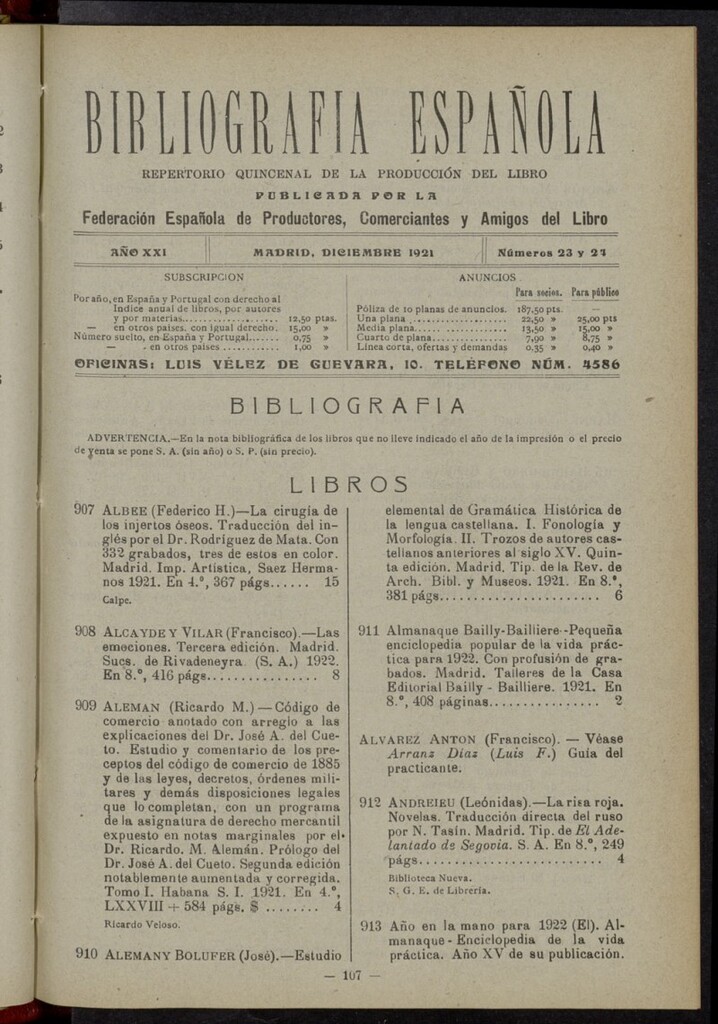 BIBLIOGRAFIA ESPAÑOLA
REPERTORIO QUINCENAL DE LA PRODUCCIÓN DEL LIBRO
PUBLICADA POR LA
Federación Española de Productores, Comerciantes y Amigos del Libro
AÑO XXI
MADRID, DICIEMBRE 1921
Números 23 y 24
SUBSCRIPCION
Por año, en España y Portugal con derecho al
Indice anual de libros, por autores
y por materias.................... 12,50 ptas.
— en otros países. con igual derecho. 15,00 »
Número suelto, en España y Portugal....... 0,75 »
— , en otros países ............ 1,00 »
ANUNCIOS.
Para socios. Para público
Póliza de 10 planas de anuncios. 187,50 pts. —
Una plana .................... 22,50 » 25,00 pts
Media plana.................... 13,50 » 15,00 »
Cuarto de plana................ 7,90 » 8,75 »
Línea corta, ofertas y demandas 0,35 » 0,40 »
OFICINAS: LUIS VÉLEZ DE GUEVARA, 10. TELÉFONO NÚM. 4586
BIBLIOGRAFIA
ADVERTENCIA.—En la nota bibliográfica de los libros que no lleve indicado el año de la impresión o el precio
de venta se pone S. A. (sin año) o S. P. (sin precio).
LIBROS
907 ALBEE (Federico H.)—La cirugía de
los injertos óseos. Traducción del in-
glés por el Dr. Rodríguez de Mata. Con
332 grabados, tres de estos en color.
Madrid. Imp. Artística, Saez Herma-
nos 1921. En 4.º, 367 págs...... 15
Calpe.
908 ALCAYDE Y VILAR (Francisco).—Las
emociones. Tercera edición. Madrid.
Sucs. de Rivadeneyra (S. A.) 1922.
En 8.º, 416 págs................ 8
909 ALEMAN (Ricardo M.)—Código de
comercio anotado con arreglo a las
explicaciones del Dr. José A. del Cue-
to. Estudio y comentario de los pre-
ceptos del código de comercio de 1885
y de las leyes, decretos, órdenes mili-
tares y demás disposiciones legales
que lo completan, con un programa
de la asignatura de derecho mercantil
expuesto en notas marginales por el
Dr. Ricardo. M. Alemán. Prólogo del
Dr. José A. del Cueto. Segunda edición
notablemente aumentada y corregida.
Tomo I. Habana S. I. 1921. En 4.º,
LXXVIII + 584 págs. $ ........ 4
Ricardo Veloso.
910 ALEMANY BOLUFER (José).—Estudio
elemental de Gramática Histórica de
la lengua castellana. I. Fonología y
Morfología. II. Trozos de autores cas-
tellanos anteriores al siglo XV. Quin-
ta edición. Madrid, Tip. de la Rev. de
Arch. Bibl. y Museos. 1921. En 8.º,
381 págs....................... 6
911 Almanaque Bailly-Bailliere-Pequeña
enciclopedia popular de la vida prác-
tica para 1922. Con profusión de gra-
bados. Madrid. Talleres de la Casa
Editorial Bailly - Bailliere. 1921. En
8.º, 408 páginas................ 2
ALVAREZ ANTON (Francisco). — Véase
Arranz Díaz (Luis F.) Guía del
practicante.
912 ANDREIEU (Leónidas).—La risa roja.
Novelas. Traducción directa del ruso
por N. Tasín. Madrid. Tip. de El Ade-
lantado de Segovia. S. A. En 8.º, 249
págs.......................... 4
Biblioteca Nueva.
S. G. E. de Librería.
913 Año en la mano para 1922 (El). Al-
manaque - Enciclopedia de la vida
práctica. Año XV de su publicación.
— 107 —